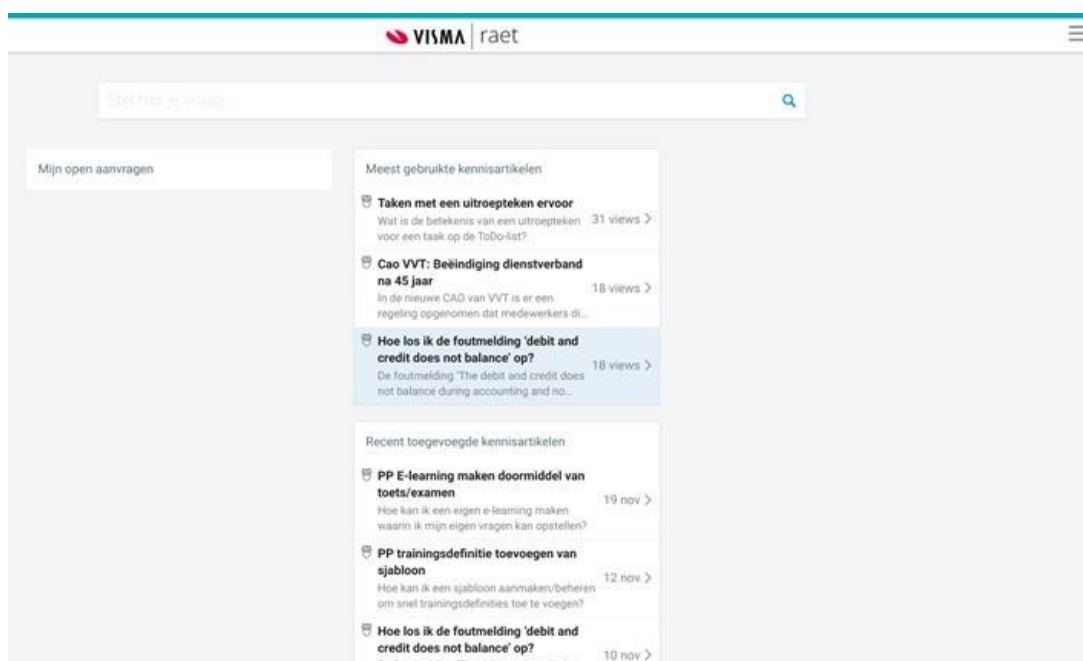 VISMA raet
Stel hier je vraag...
Mijn open aanvragen
Meest gebruikte kennisartikelen
Taken met een uitroepteken ervoor
Wat is de betekenis van een uitroepteken
voor een taak op de ToDo-list?
31 views
Cao VVT: Beëindiging dienstverband
na 45 jaar
In de nieuwe CAO van VVT is er een
regeling opgenomen dat medewerkers di...
18 views
Hoe los ik de foutmelding 'debit and
credit does not balance' op?
De foutmelding 'The debit and credit does
not balance during accounting and no...
18 views
Recent toegevoegde kennisartikelen
PP E-learning maken doormiddel van
toets/examen
Hoe kan ik een eigen e-learning maken
waarin ik mijn eigen vragen kan opstellen?
19 nov
PP trainingsdefinitie toevoegen van
sjabloon
Hoe kan ik een sjabloon aanmaken/beheren
om snel trainingsdefinities toe te voegen?
12 nov
Hoe los ik de foutmelding 'debit and
credit does not balance' op?
10 nov